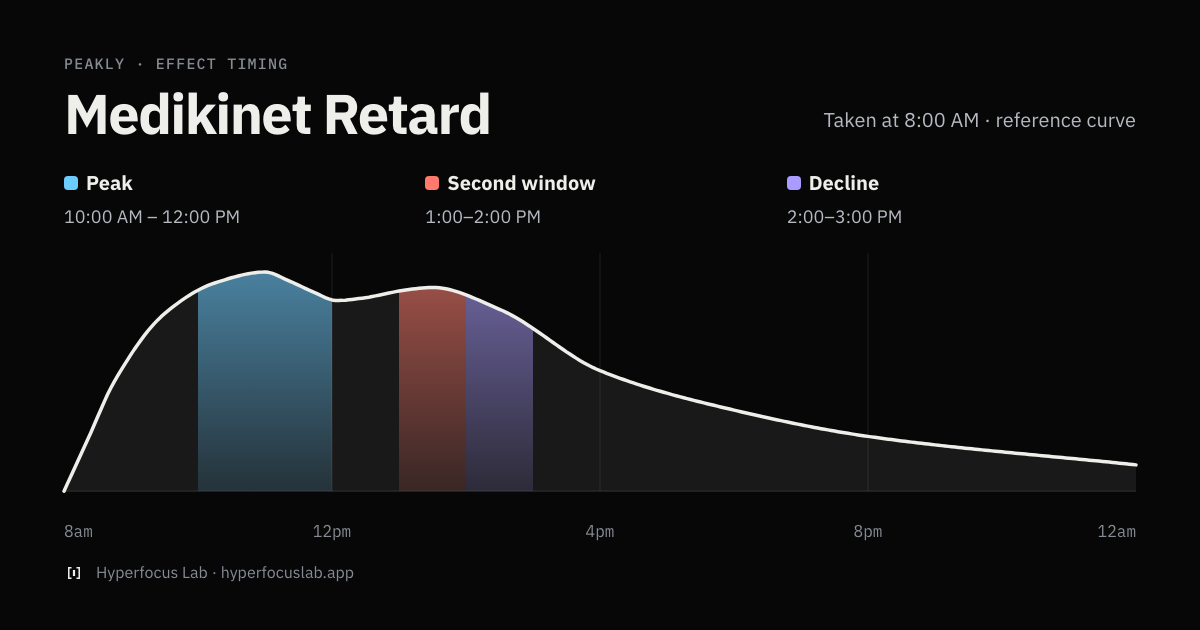 PEAKLY · EFFECT TIMING
Medikinet Retard
Taken at 8:00 AM · reference curve
Peak
10:00 AM – 12:00 PM
Second window
1:00–2:00 PM
Decline
2:00–3:00 PM
8am 12pm 4pm 8pm 12am
Hyperfocus Lab · hyperfocuslab.app